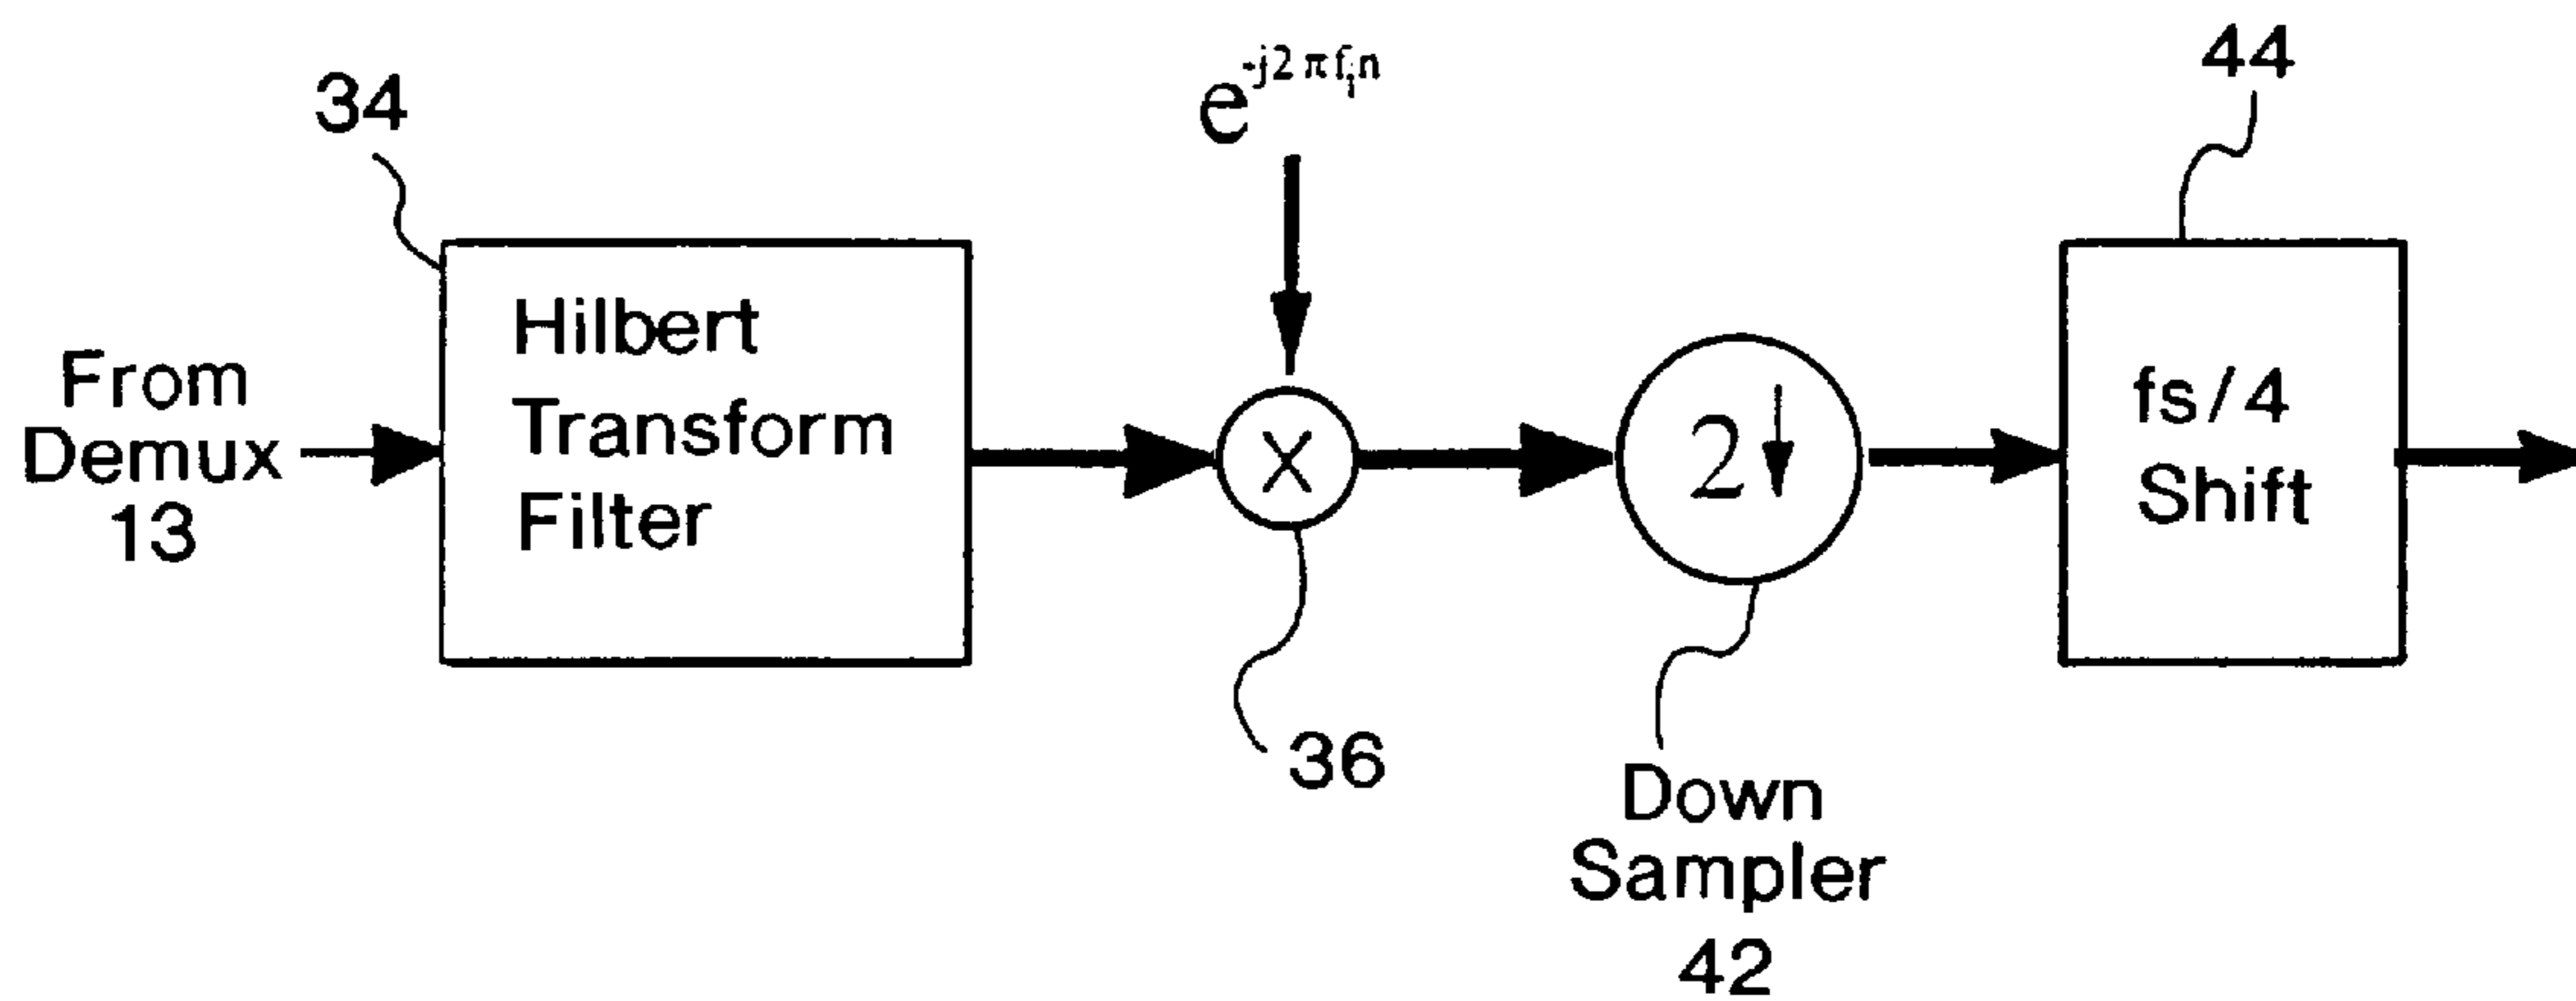 34
From
Demux
13
Hilbert
Transform
Filter
e^-j2πf_i n
X
36
2↓
Down
Sampler
42
44
fs/4
Shift